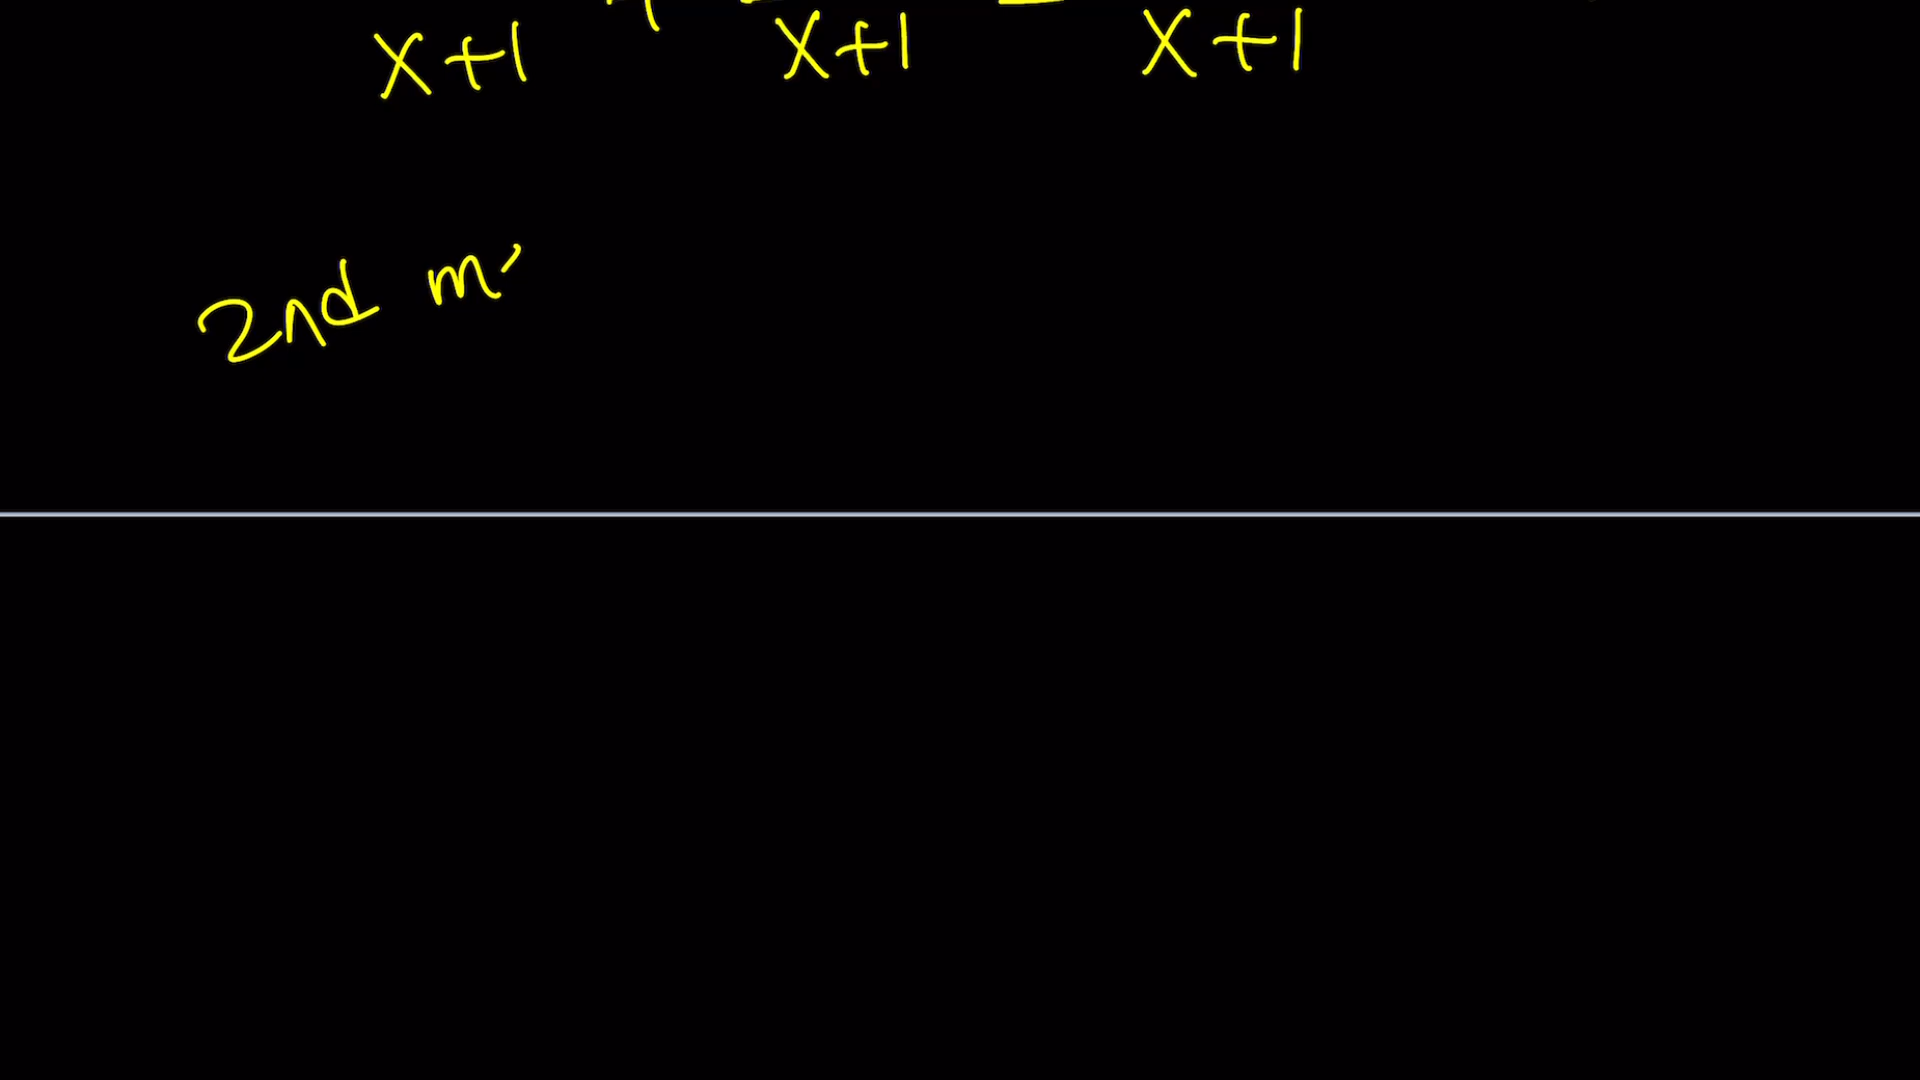 x+1 + x+1 = x+1
2nd m